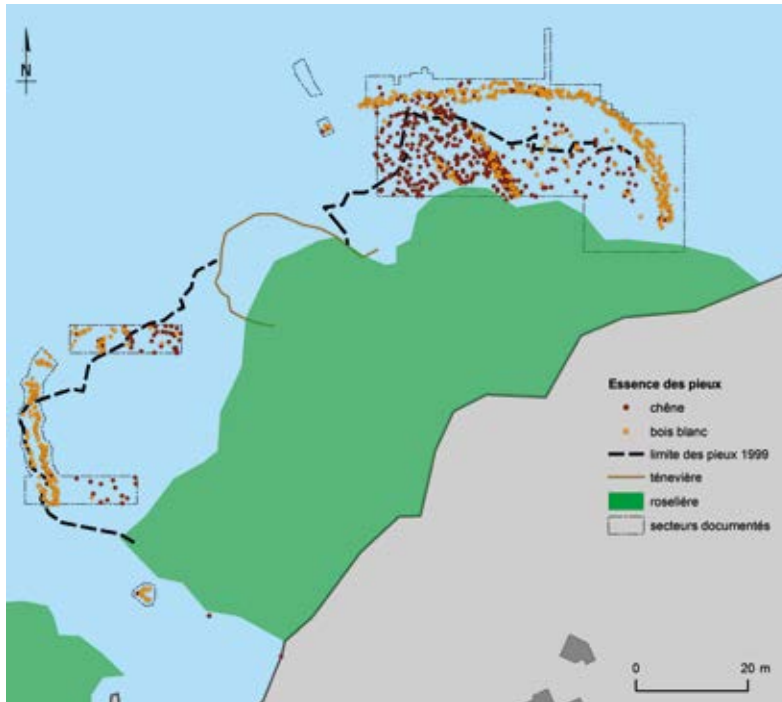 N
Essence des pieux
chêne
bois blanc
limite des pieux 1999
ténevière
roselière
secteurs documentés
0 20 m